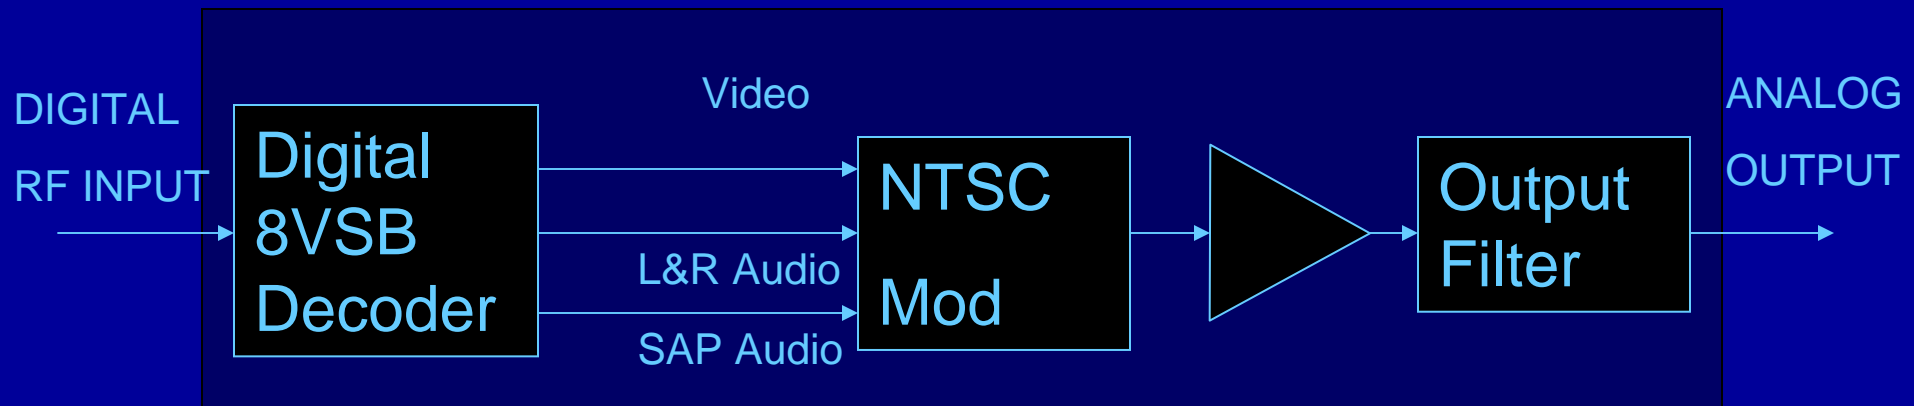 DIGITAL
RF INPUT
Digital
8VSB
Decoder
Video
L&R Audio
SAP Audio
NTSC
Mod
Output
Filter
ANALOG
OUTPUT